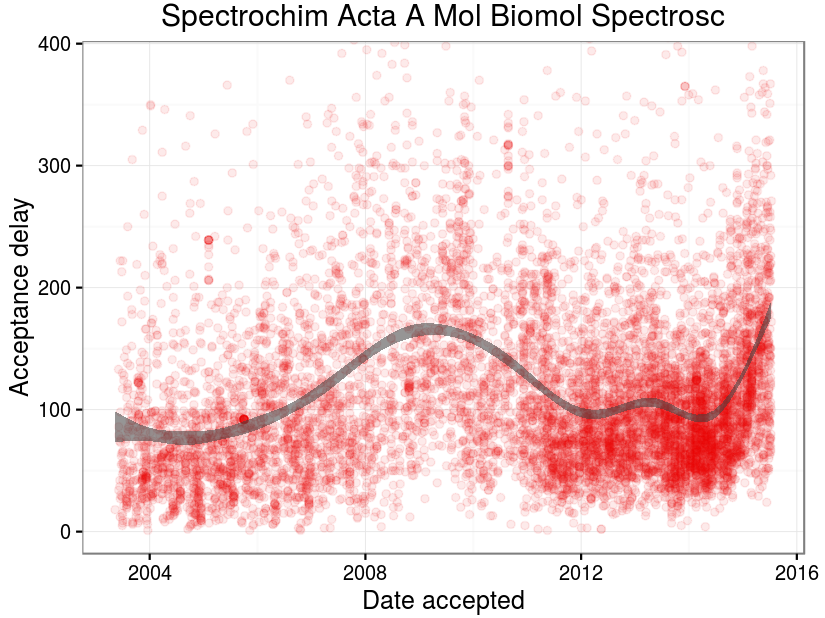 Spectrochim Acta A Mol Biomol Spectrosc
400
300
200
100
0
Acceptance delay
2004 2008 2012 2016
Date accepted